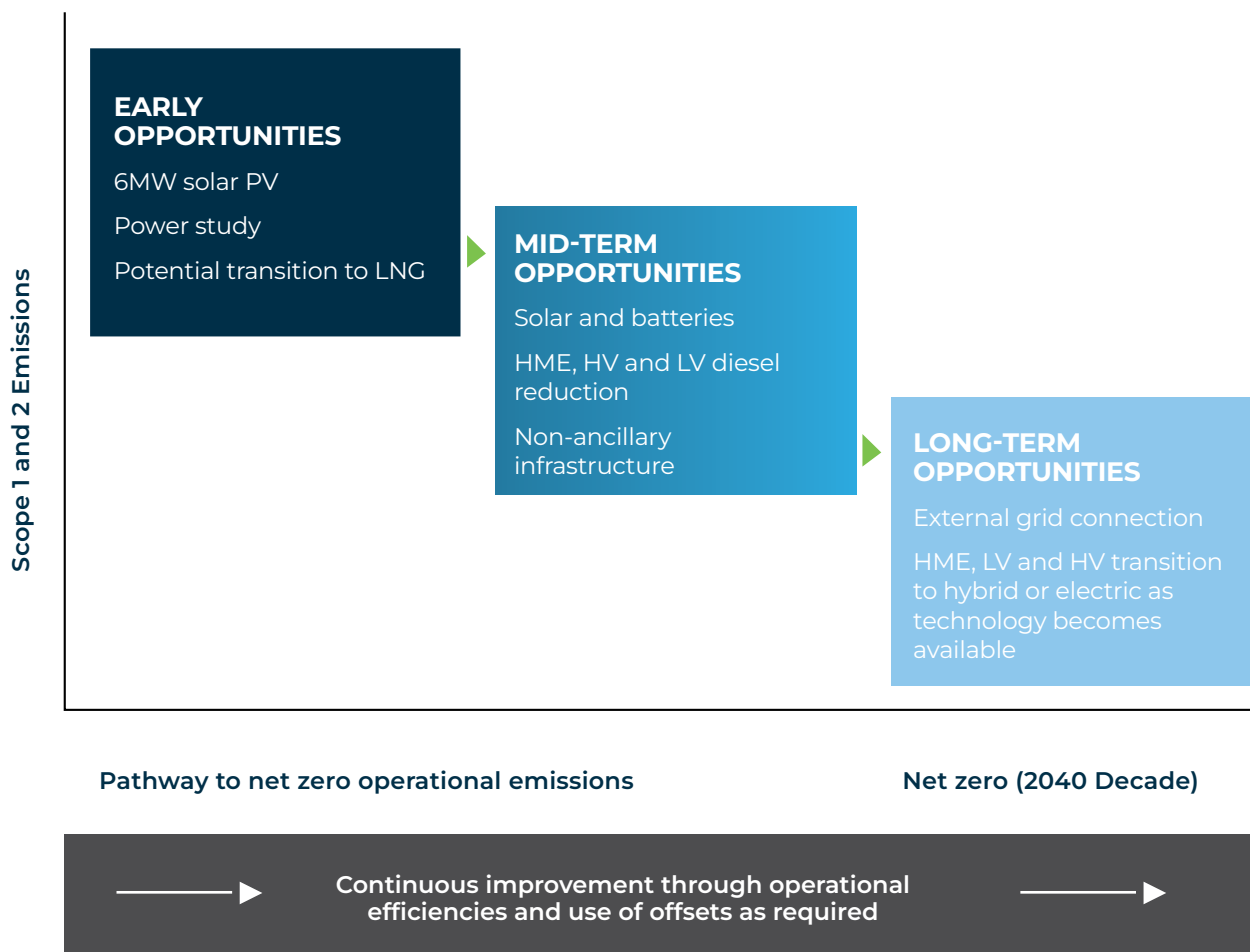 Scope 1 and 2 Emissions
EARLY
OPPORTUNITIES
6MW solar PV
Power study
Potential transition to LNG
MID-TERM
OPPORTUNITIES
Solar and batteries
HME, HV and LV diesel
reduction
Non-ancillary
infrastructure
LONG-TERM
OPPORTUNITIES
External grid connection
HME, LV and HV transition
to hybrid or electric as
technology becomes
available
Pathway to net zero operational emissions
Net zero (2040 Decade)
Continuous improvement through operational
efficiencies and use of offsets as required